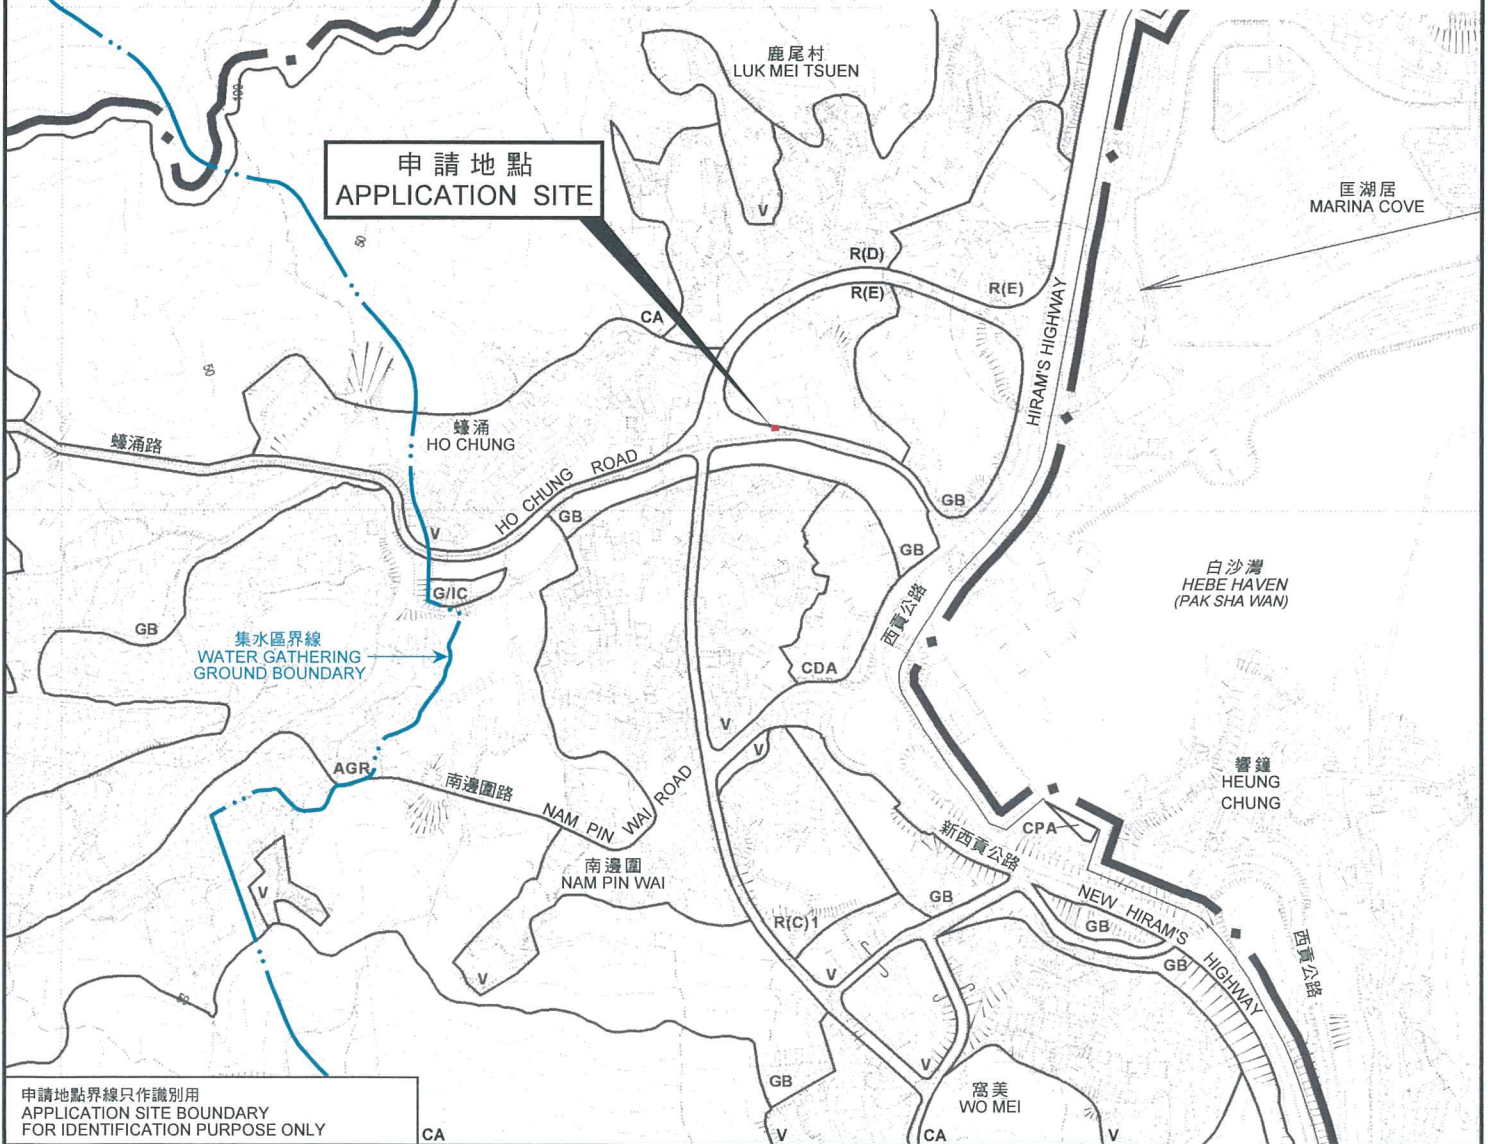 鹿尾村
LUK MEI TSUEN
100
申請地點
APPLICATION SITE
匡湖居
MARINA COVE
V
50
R(D)
R(E)
R(E)
CA
HIRAM'S HIGHWAY
50
蠔涌路
蠔涌
HO CHUNG
HO CHUNG ROAD
GB
GB
V
GB
白沙灣
HEBE HAVEN
(PAK SHA WAN)
G/IC
西貢公路
GB
集水區界線
WATER GATHERING
GROUND BOUNDARY
CDA
V
V
AGR
南邊圍路
NAM PIN WAI ROAD
響鐘
HEUNG
CHUNG
CPA
新西貢公路
南邊圍
NAM PIN WAI
V
GB
NEW HIRAM'S HIGHWAY
R(C)1
GB
西貢公路
V
V
GB
50
V
GB
窩美
WO MEI
申請地點界線只作識別用
APPLICATION SITE BOUNDARY
FOR IDENTIFICATION PURPOSE ONLY
CA
V
CA
V